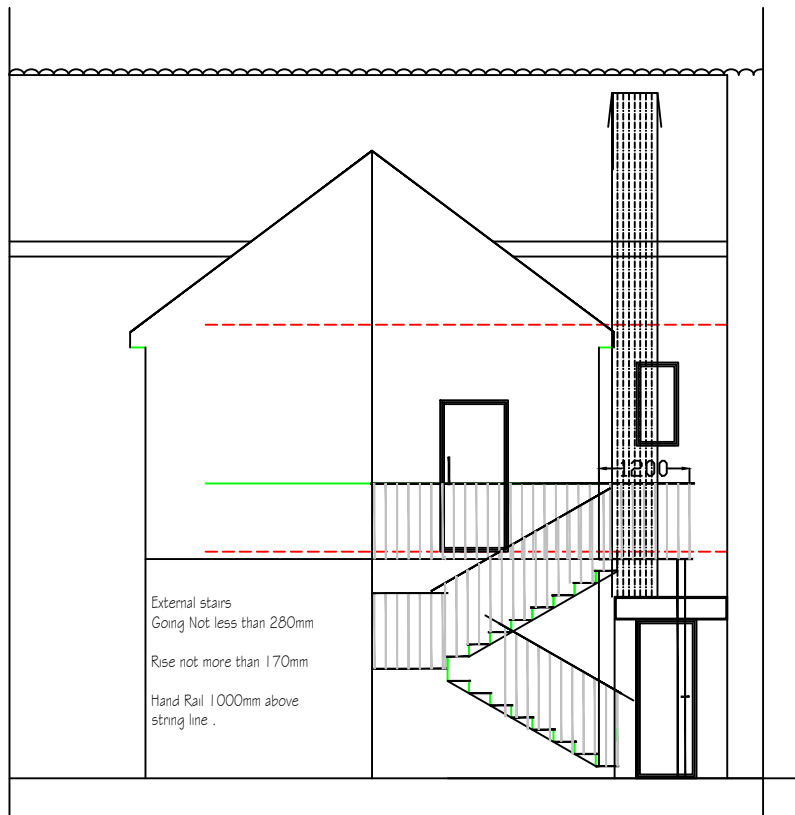 1200
External stairs
Going Not less than 280mm
Rise not more than 170mm
Hand Rail 1000mm above
string line .